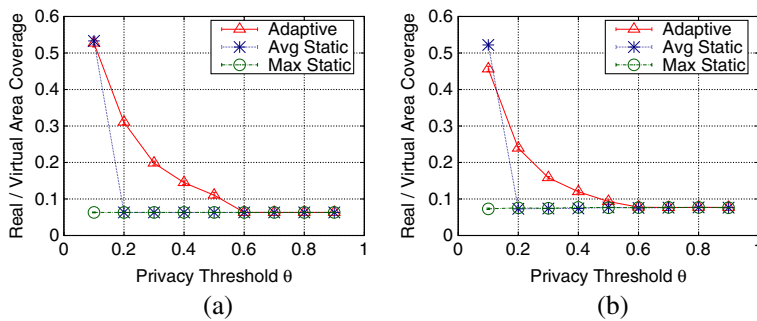 Real / Virtual Area Coverage
0.6
0.5
0.4
0.3
0.2
0.1
0
0
0.2
0.4
0.6
0.8
1
Privacy Threshold θ
Adaptive
Avg Static
Max Static
(a)
Real / Virtual Area Coverage
0.6
0.5
0.4
0.3
0.2
0.1
0
0
0.2
0.4
0.6
0.8
1
Privacy Threshold θ
Adaptive
Avg Static
Max Static
(b)